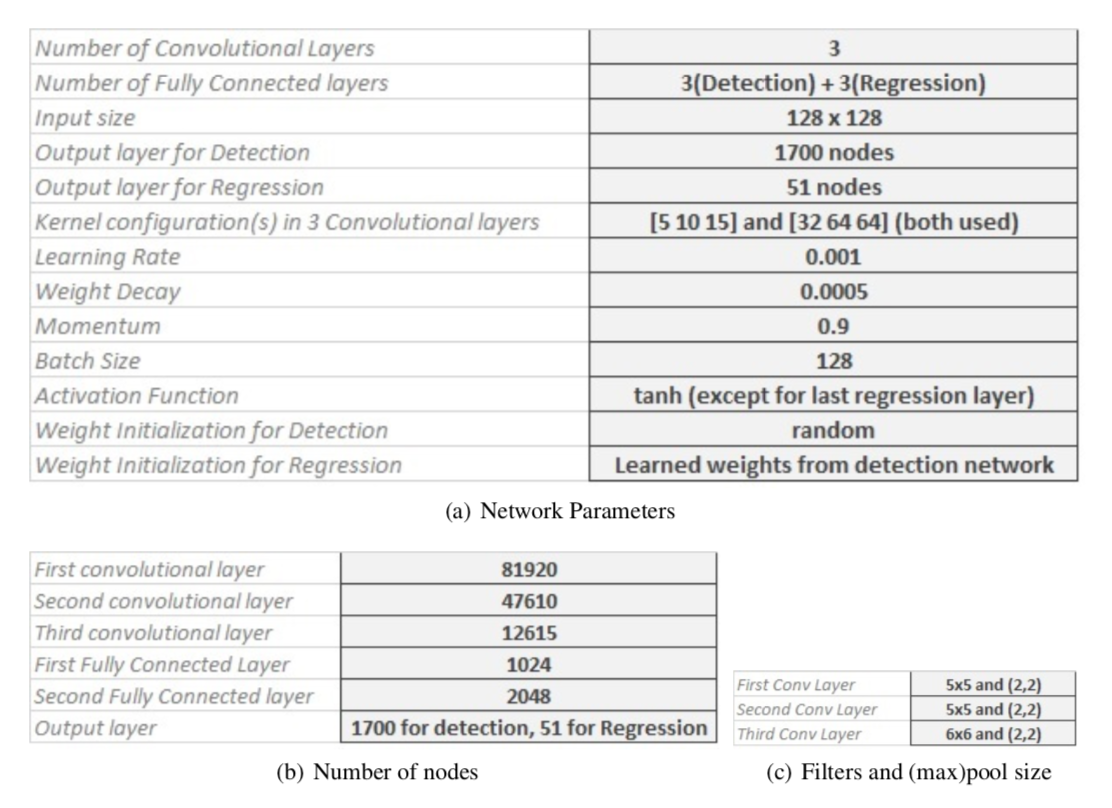 Number of Convolutional Layers 3
Number of Fully Connected layers 3(Detection) + 3(Regression)
Input size 128 x 128
Output layer for Detection 1700 nodes
Output layer for Regression 51 nodes
Kernel configuration(s) in 3 Convolutional layers [5 10 15] and [32 64 64] (both used)
Learning Rate 0.001
Weight Decay 0.0005
Momentum 0.9
Batch Size 128
Activation Function tanh (except for last regression layer)
Weight Initialization for Detection random
Weight Initialization for Regression Learned weights from detection network
(a) Network Parameters
First convolutional layer 81920
Second convolutional layer 47610
Third convolutional layer 12615
First Fully Connected Layer 1024
Second Fully Connected layer 2048
Output layer 1700 for detection, 51 for Regression
(b) Number of nodes
First Conv Layer 5x5 and (2,2)
Second Conv Layer 5x5 and (2,2)
Third Conv Layer 6x6 and (2,2)
(c) Filters and (max)pool size